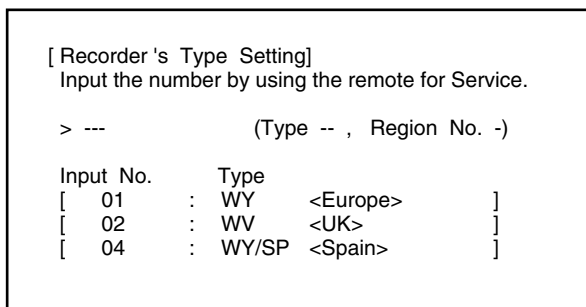 [ Recorder 's Type Setting]
Input the number by using the remote for Service.
> --- (Type -- , Region No. -)
Input No. Type
[ 01 : WY <Europe> ]
[ 02 : WV <UK> ]
[ 04 : WY/SP <Spain> ]